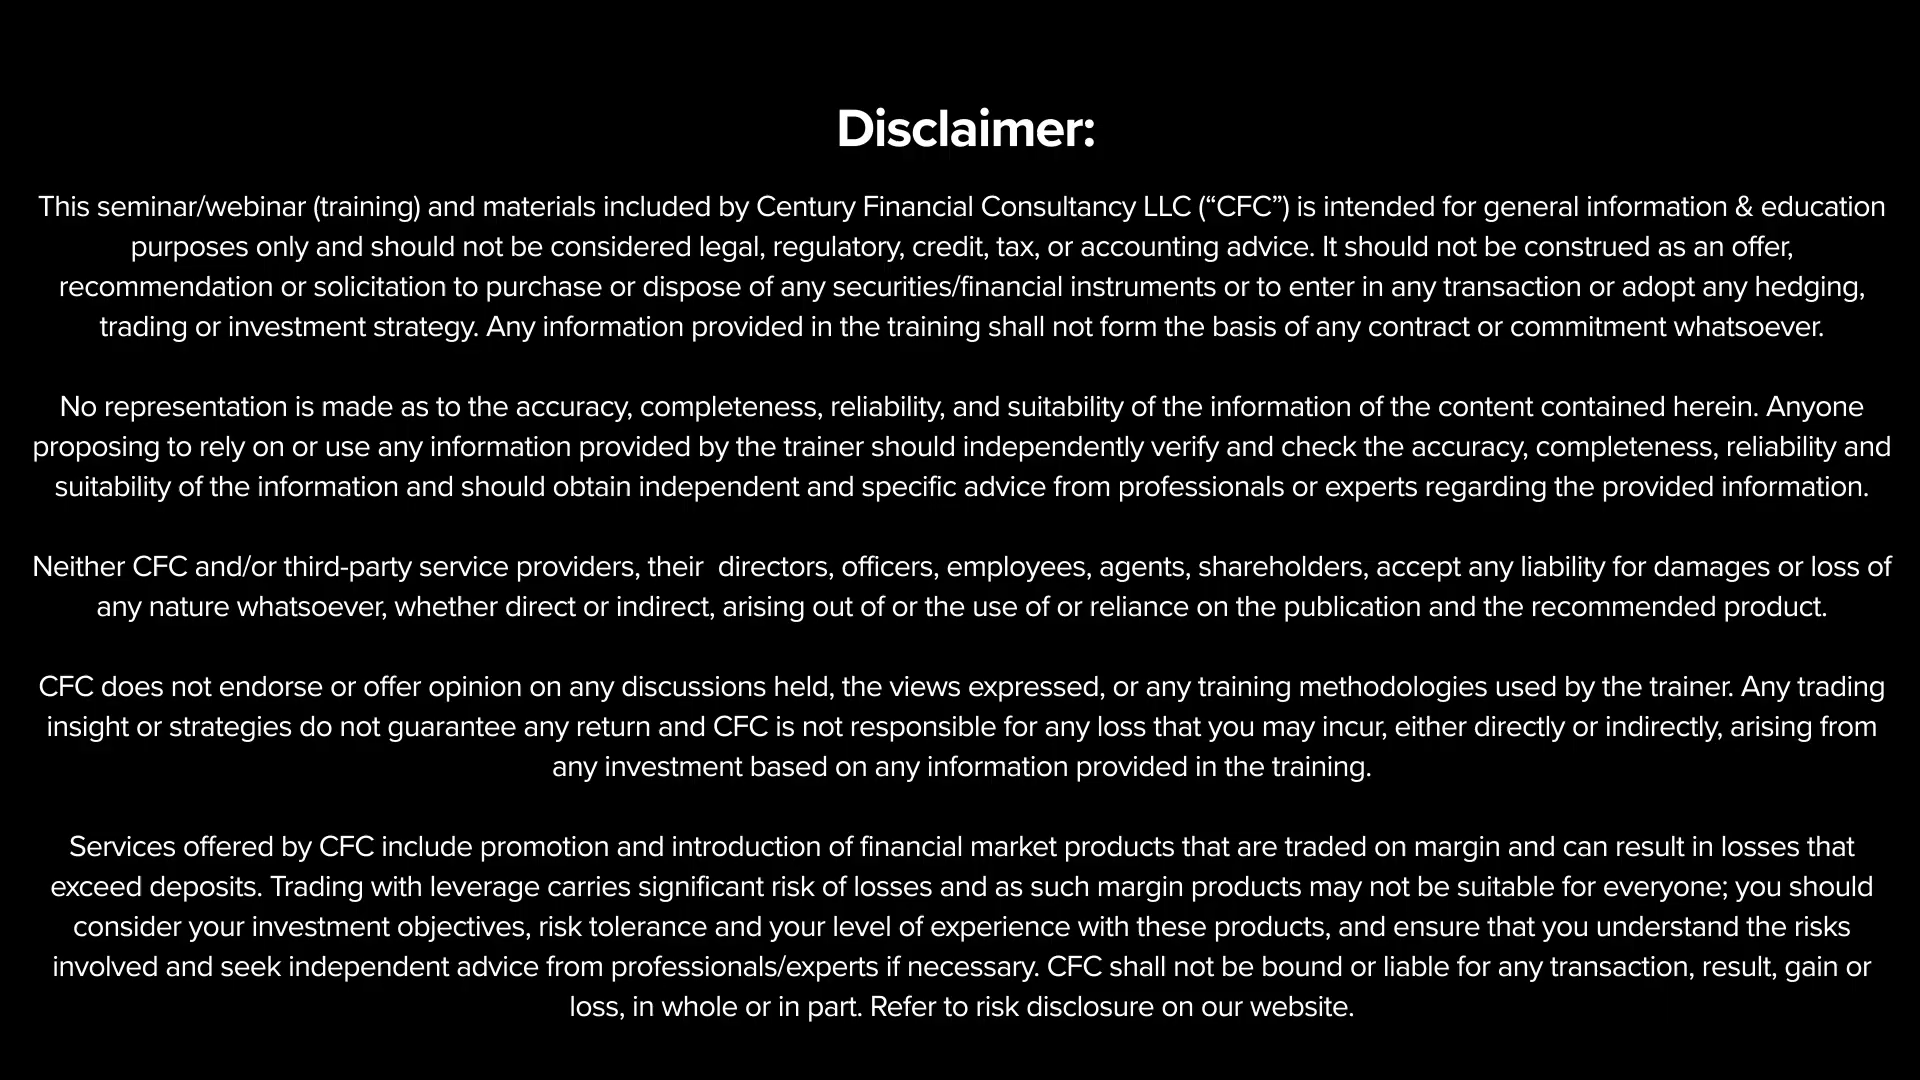 Disclaimer:
This seminar/webinar (training) and materials included by Century Financial Consultancy LLC (“CFC”) is intended for general information & education
purposes only and should not be considered legal, regulatory, credit, tax, or accounting advice. It should not be construed as an offer,
recommendation or solicitation to purchase or dispose of any securities/financial instruments or to enter in any transaction or adopt any hedging,
trading or investment strategy. Any information provided in the training shall not form the basis of any contract or commitment whatsoever.
No representation is made as to the accuracy, completeness, reliability, and suitability of the information of the content contained herein. Anyone
proposing to rely on or use any information provided by the trainer should independently verify and check the accuracy, completeness, reliability and
suitability of the information and should obtain independent and specific advice from professionals or experts regarding the provided information.
Neither CFC and/or third-party service providers, their  directors, officers, employees, agents, shareholders, accept any liability for damages or loss of
any nature whatsoever, whether direct or indirect, arising out of or the use of or reliance on the publication and the recommended product.
CFC does not endorse or offer opinion on any discussions held, the views expressed, or any training methodologies used by the trainer. Any trading
insight or strategies do not guarantee any return and CFC is not responsible for any loss that you may incur, either directly or indirectly, arising from
any investment based on any information provided in the training.
Services offered by CFC include promotion and introduction of financial market products that are traded on margin and can result in losses that
exceed deposits. Trading with leverage carries significant risk of losses and as such margin products may not be suitable for everyone; you should
consider your investment objectives, risk tolerance and your level of experience with these products, and ensure that you understand the risks
involved and seek independent advice from professionals/experts if necessary. CFC shall not be bound or liable for any transaction, result, gain or
loss, in whole or in part. Refer to risk disclosure on our website.